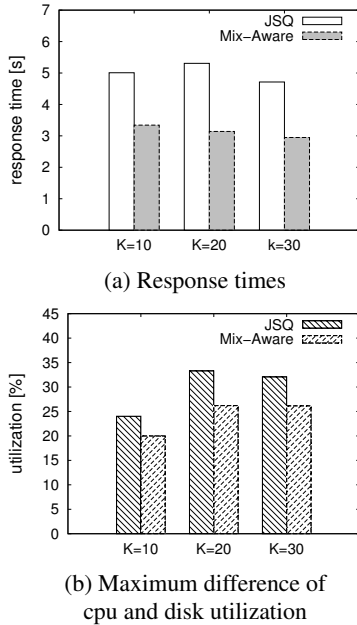 response time [s]
7
6
5
4
3
2
1
0
JSQ
Mix-Aware
K=10 K=20 k=30
(a) Response times
utilization [%]
45
40
35
30
25
20
15
10
5
0
JSQ
Mix-Aware
K=10 K=20 K=30
(b) Maximum difference of
cpu and disk utilization